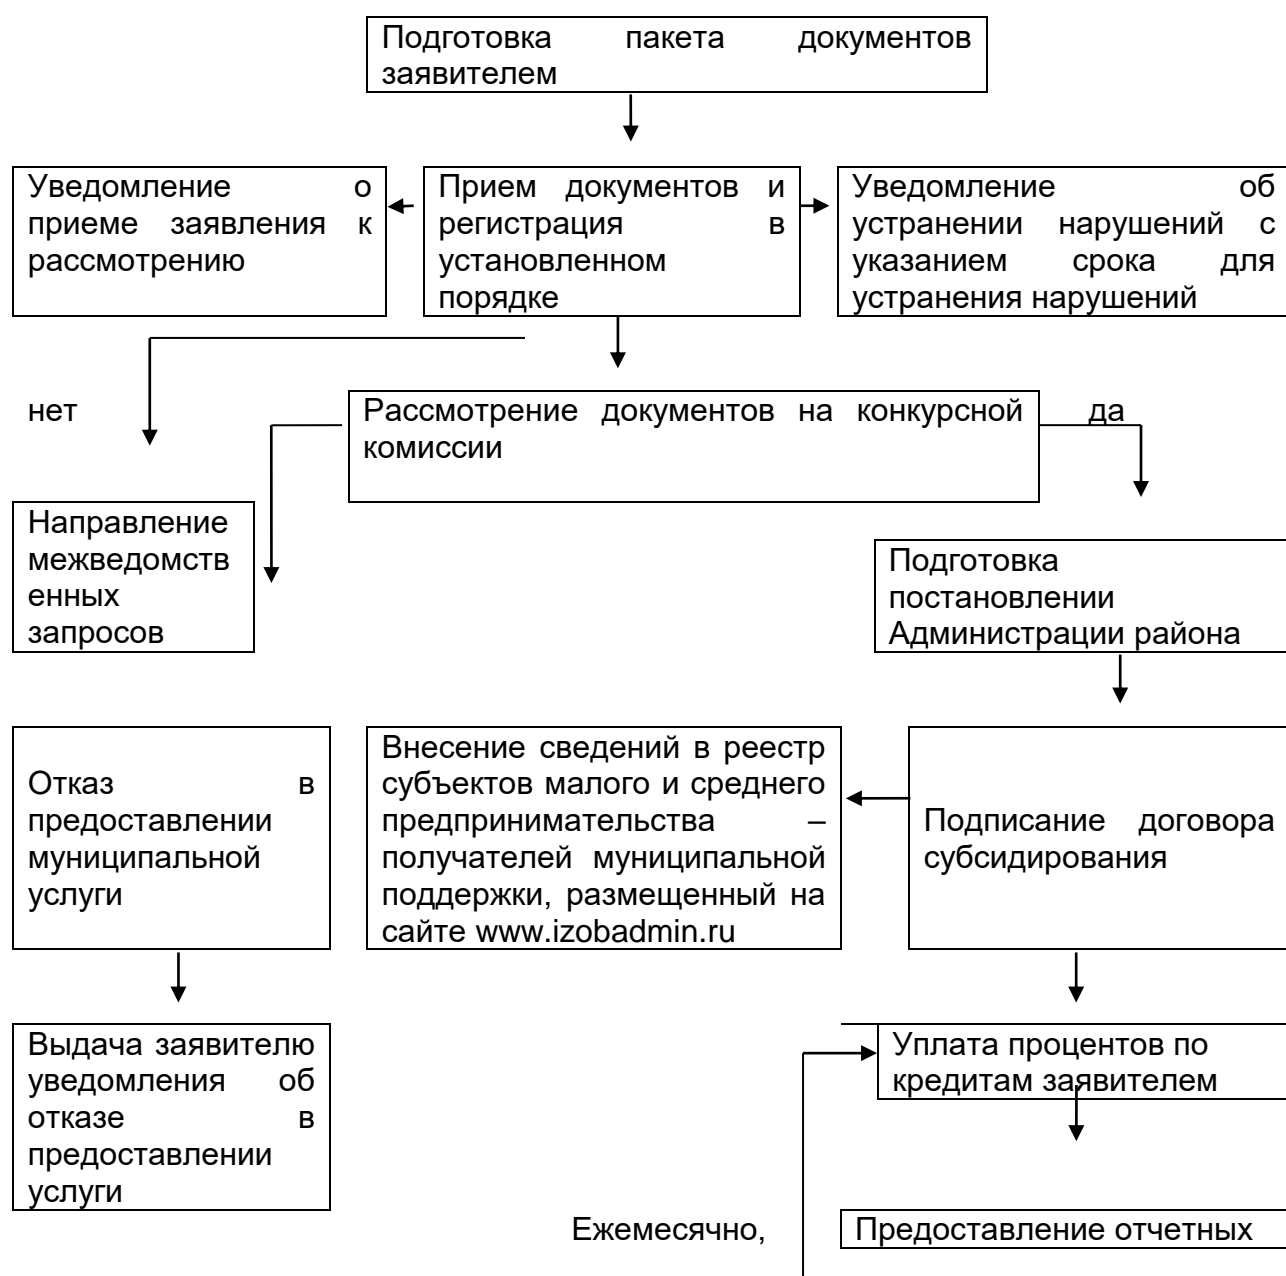 Подготовка пакета документов
заявителем
Уведомление о
приеме заявления к
рассмотрению
Прием документов и
регистрация в
установленном
порядке
Уведомление об
устранении нарушений с
указанием срока для
устранения нарушений
нет
Рассмотрение документов на конкурсной
комиссии
да
Направление
межведомств
енных
запросов
Подготовка
постановлении
Администрации района
Отказ в
предоставлении
муниципальной
услуги
Внесение сведений в реестр
субъектов малого и среднего
предпринимательства –
получателей муниципальной
поддержки, размещенный на
сайте www.izobadmin.ru
Подписание договора
субсидирования
Выдача заявителю
уведомления об
отказе в
предоставлении
услуги
Уплата процентов по
кредитам заявителем
Ежемесячно,
Предоставление отчетных